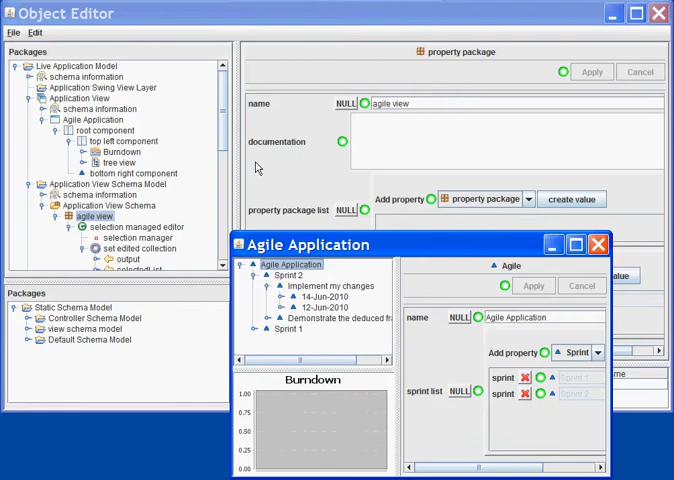 Object Editor
File Edit
Packages
Live Application Model
schema information
Application Swing View Layer
Application View
schema information
Agile Application
root component
top left component
Burndown
tree view
bottom right component
Application View Schema Model
schema information
Application View Schema
agile view
selection managed editor
selection manager
set edited collection
output
Packages
Static Schema Model
Controller Schema Model
view schema model
Default Schema Model
property package
Apply Cancel
name NULL agile view
documentation
Add property property package create value
property package list NULL
Agile Application
Agile Application
Sprint 2
Implement my changes
14-Jun-2010
12-Jun-2010
Demonstrate the deduced fr
Sprint 1
Burndown
1.00
0.75
0.50
0.25
0.00
Agile
Apply Cancel
name NULL Agile Application
Add property Sprint
sprint Sprint 1
sprint list NULL
sprint Sprint 2